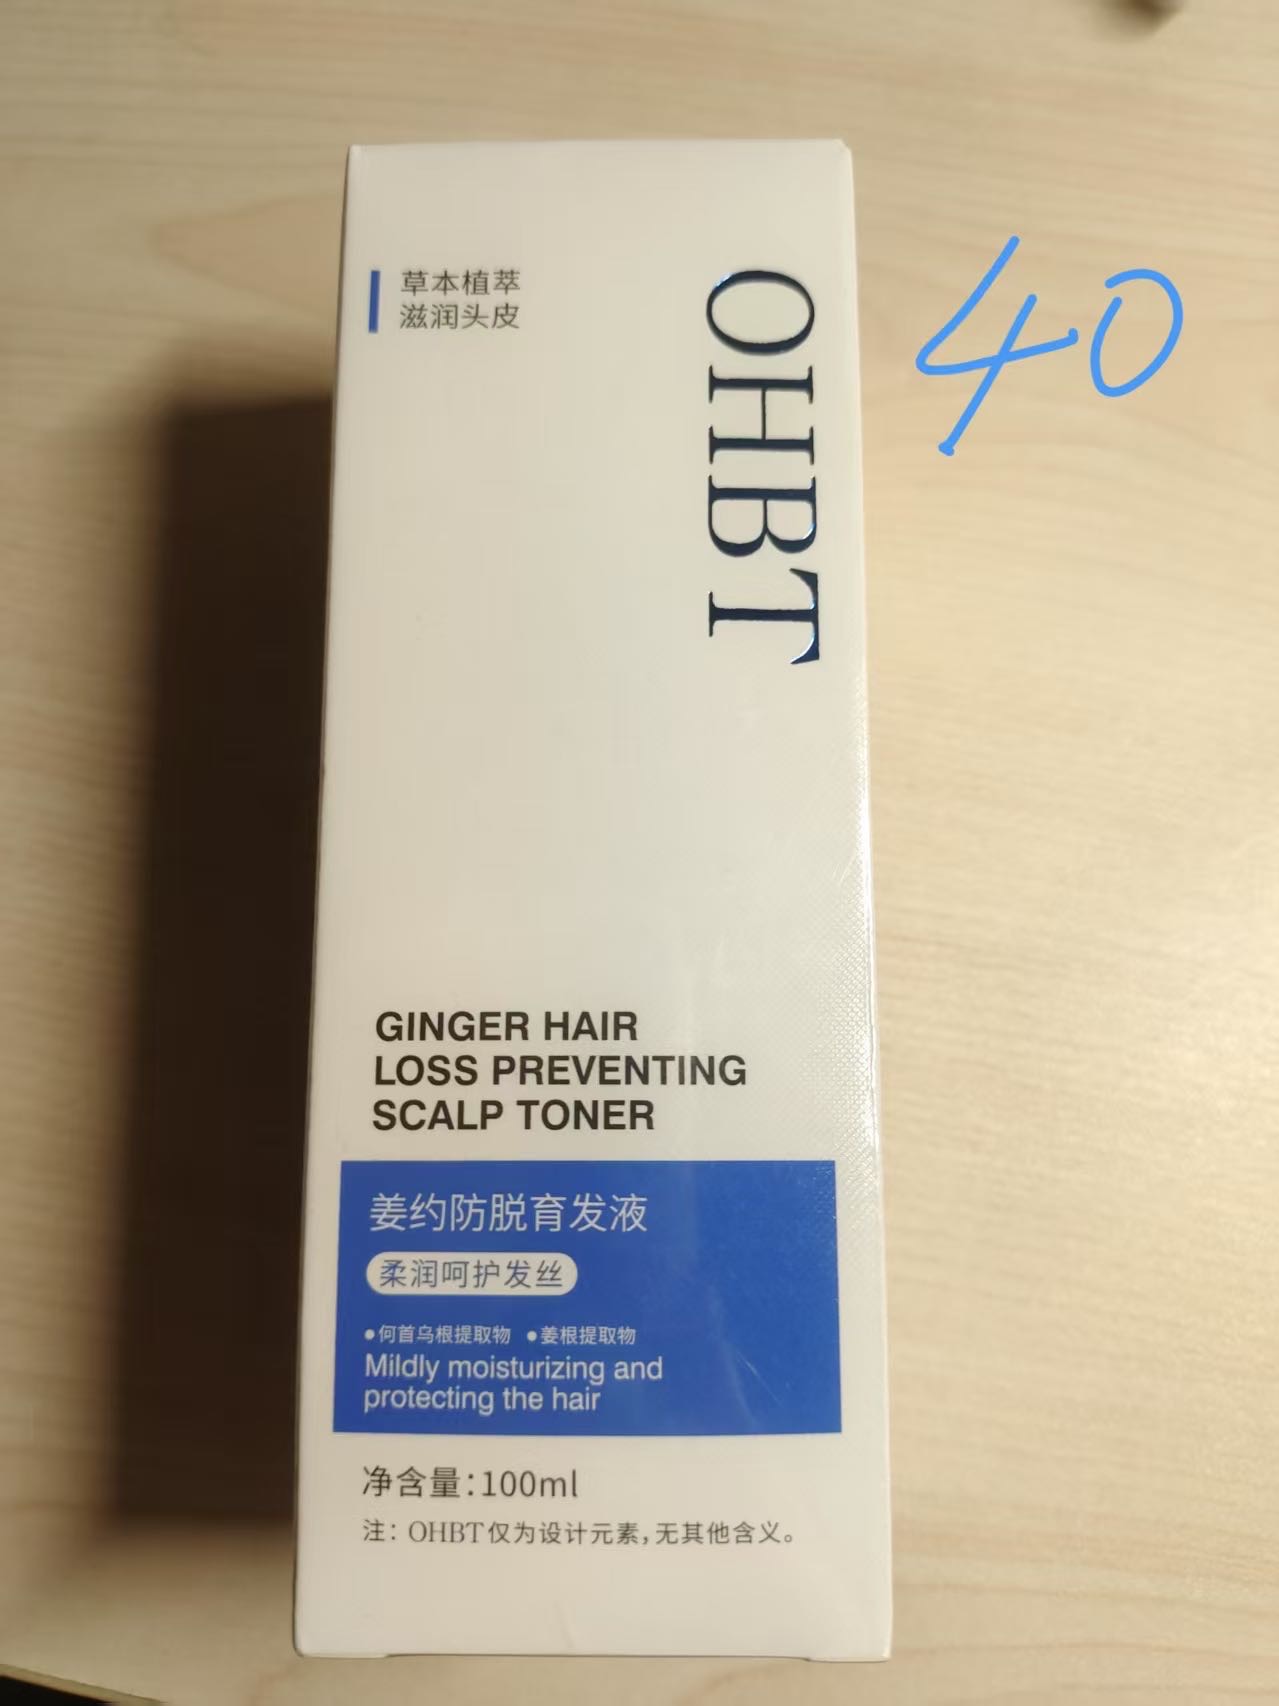 草本植萃
滋润头皮
OHBT
40
GINGER HAIR
LOSS PREVENTING
SCALP TONER
姜约防脱育发液
柔润呵护发丝
●何首乌根提取物 ●姜根提取物
Mildly moisturizing and
protecting the hair
净含量:100ml
注：OHBT仅为设计元素,无其他含义。